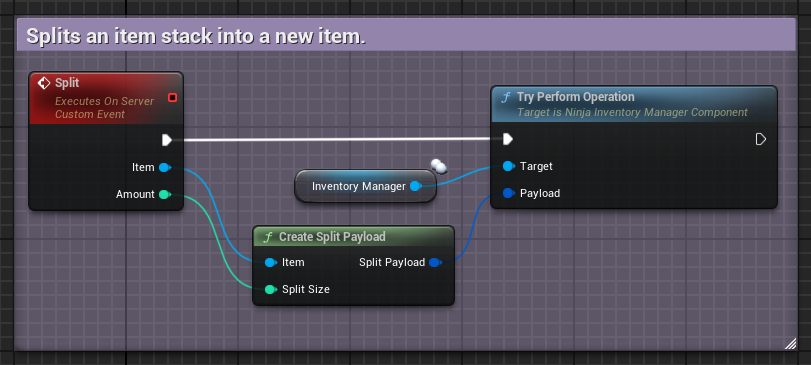 Splits an item stack into a new item.
Split
Executes On Server
Custom Event
Item
Amount
Inventory Manager
f Create Split Payload
Item
Split Payload
Split Size
f Try Perform Operation
Target is Ninja Inventory Manager Component
Target
Payload